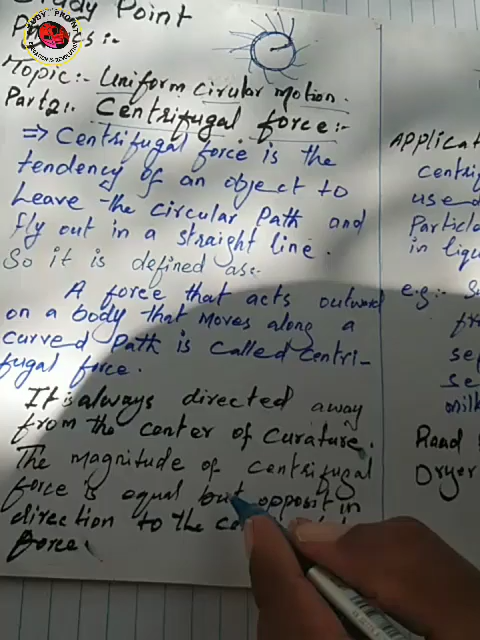 Study Point
Physics:-
Topic:- Uniform circular motion.
Part 2:. Centrifugal force:-
⇒ Centrifugal force is the
tendency of an object to
Leave the circular Path and
fly out in a straight line.
So it is defined as:-
A force that acts outward
on a body that moves along a
curved Path is called centri-
fugal force.
It is always directed away
from the center of curature.
The magnitude of centrifugal
force is equal but opposit in
direction to the
force.
Applicat
centri
used
Particle
in liqu
e.g:- S
fr
se
se
milk
Road
Dryer